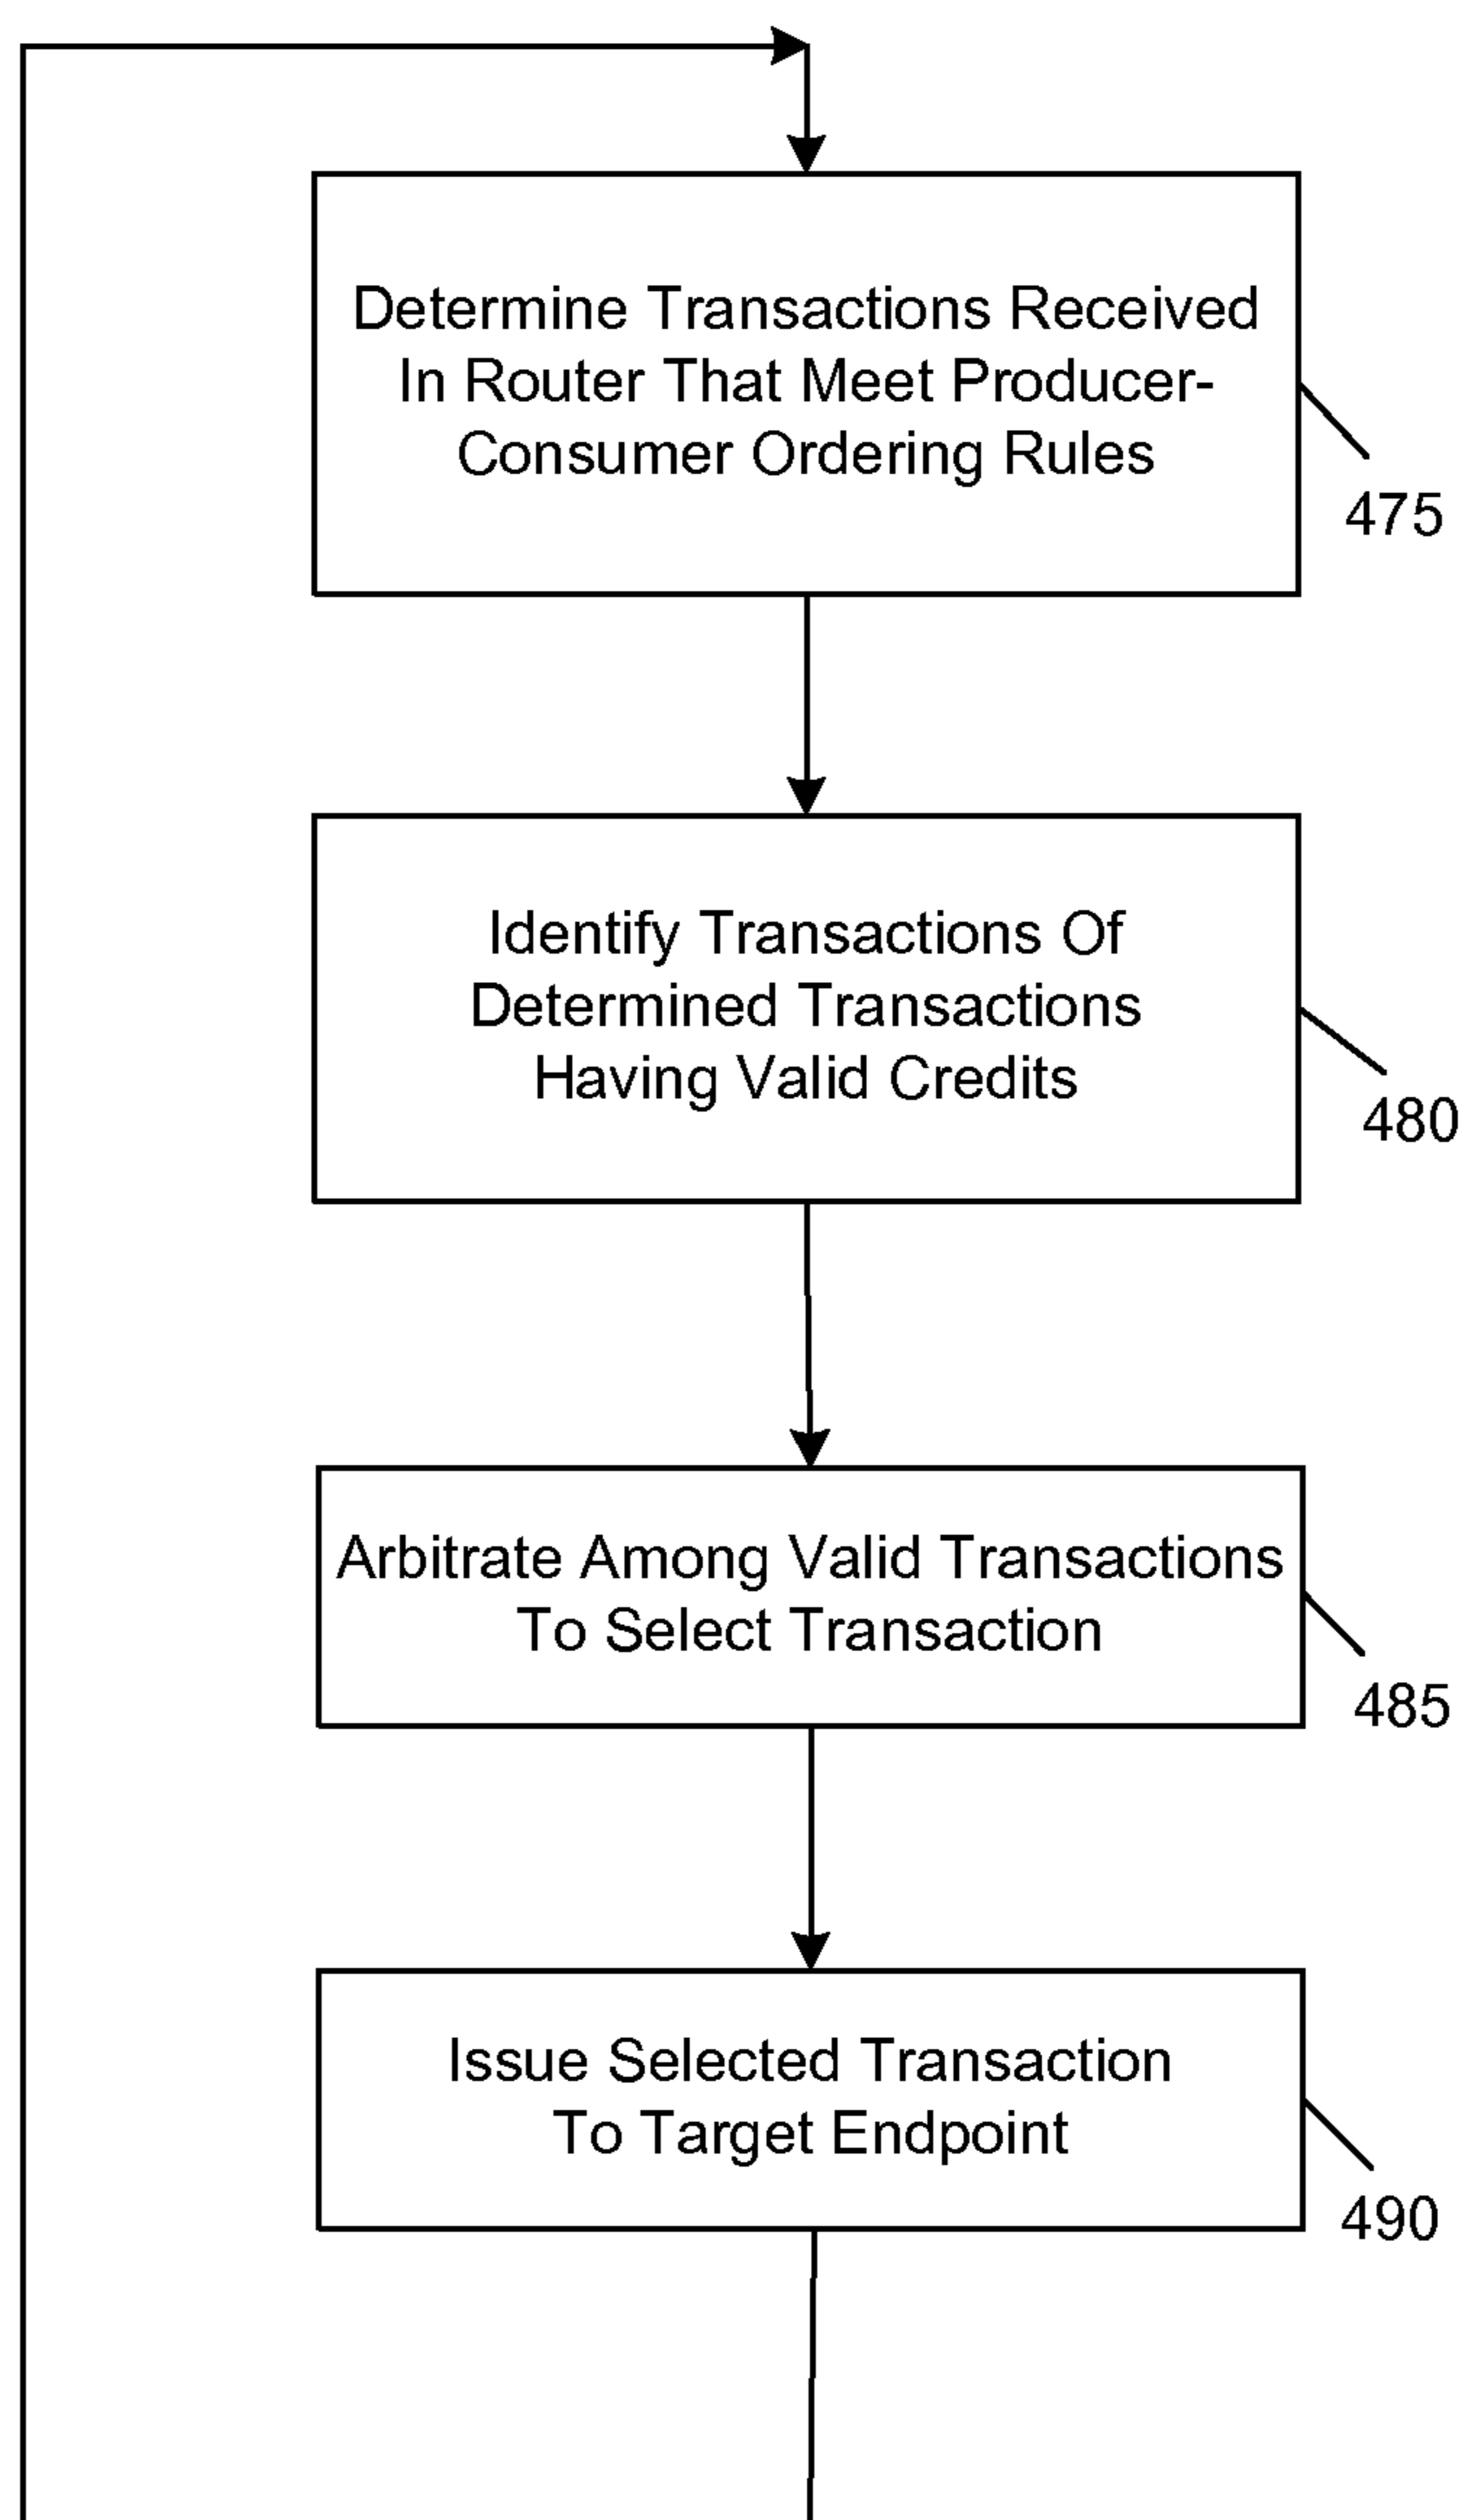 Determine Transactions Received
In Router That Meet Producer-
Consumer Ordering Rules
475
Identify Transactions Of
Determined Transactions
Having Valid Credits
480
Arbitrate Among Valid Transactions
To Select Transaction
485
Issue Selected Transaction
To Target Endpoint
490